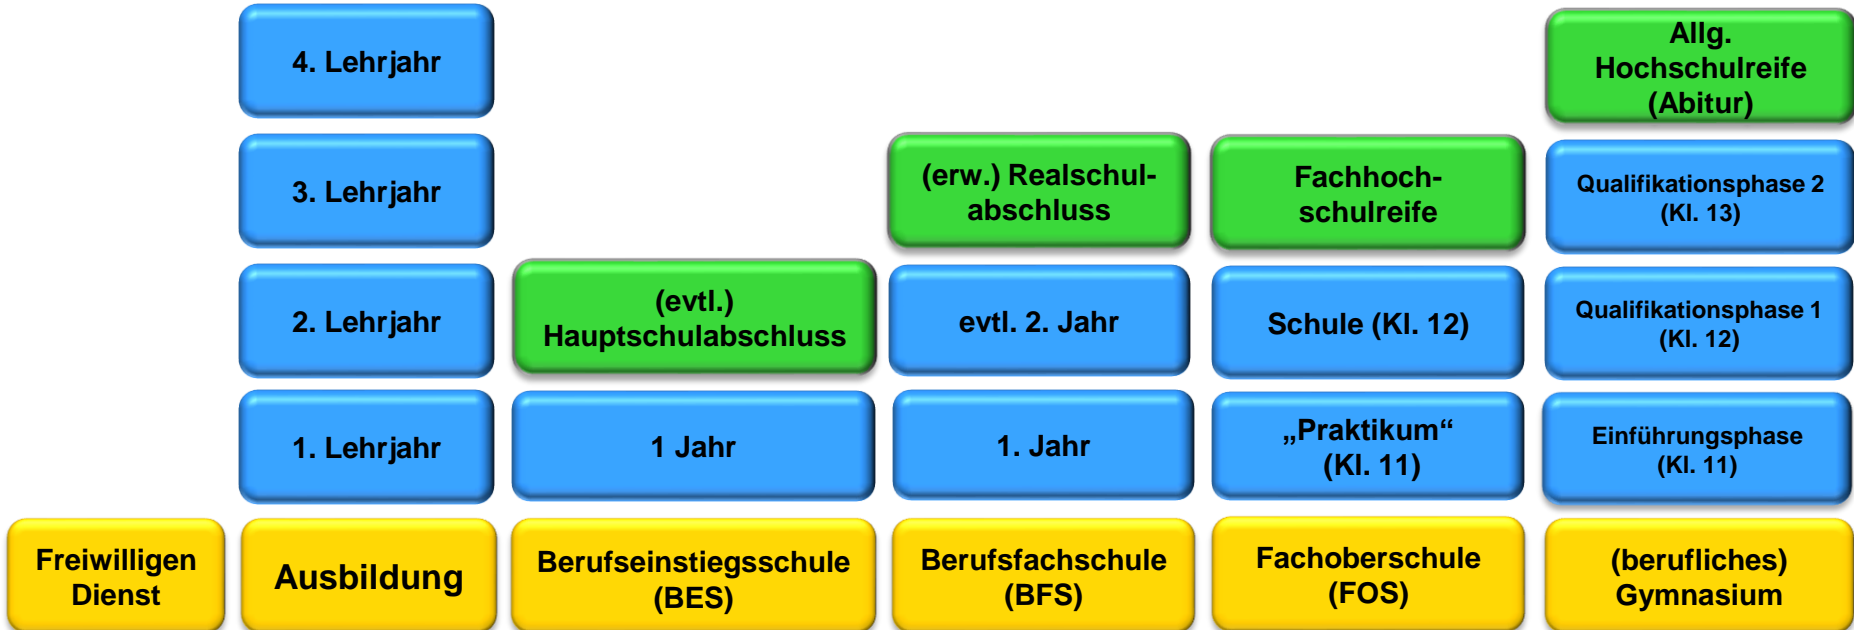 4. Lehrjahr
Allg.
Hochschulreife
(Abitur)
3. Lehrjahr
(erw.) Realschul-
abschluss
Fachhoch-
schulreife
Qualifikationsphase 2
(Kl. 13)
2. Lehrjahr
(evtl.)
Hauptschulabschluss
evtl. 2. Jahr
Schule (Kl. 12)
Qualifikationsphase 1
(Kl. 12)
1. Lehrjahr
1 Jahr
1. Jahr
„Praktikum“
(Kl. 11)
Einführungsphase
(Kl. 11)
Freiwilligen
Dienst
Ausbildung
Berufseinstiegsschule
(BES)
Berufsfachschule
(BFS)
Fachoberschule
(FOS)
(berufliches)
Gymnasium